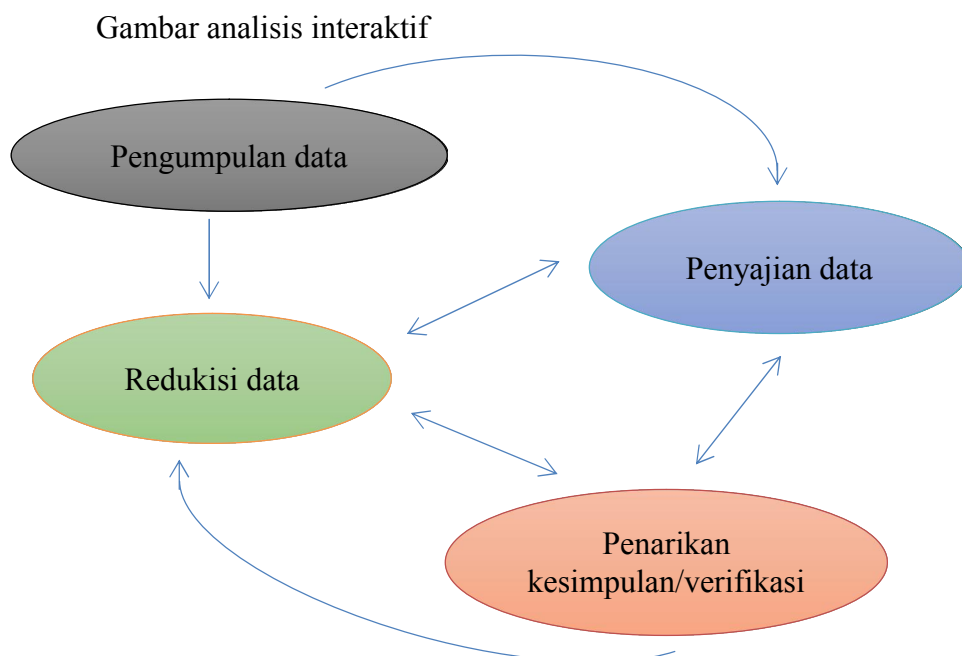 Gambar analisis interaktif
Pengumpulan data
Penyajian data
Redukisi data
Penarikan
kesimpulan/verifikasi